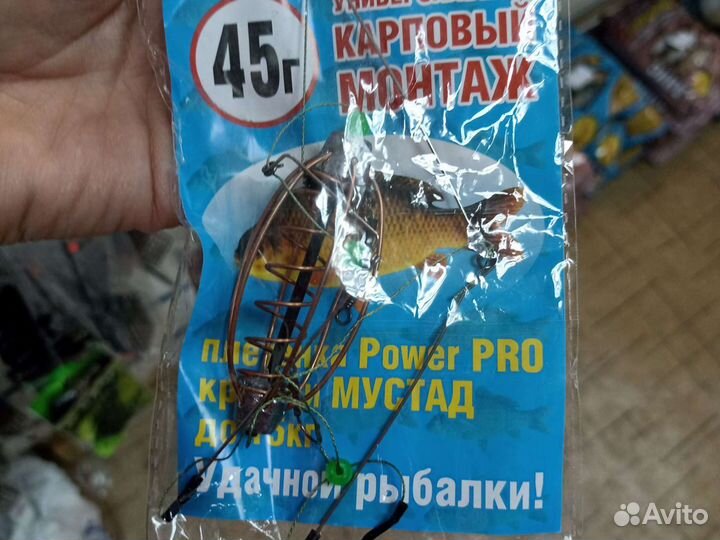 45г
КАРПОВЫЙ
МОНТАЖ
Power PRO
МУСТАД
Удачной рыбалки!
Avito